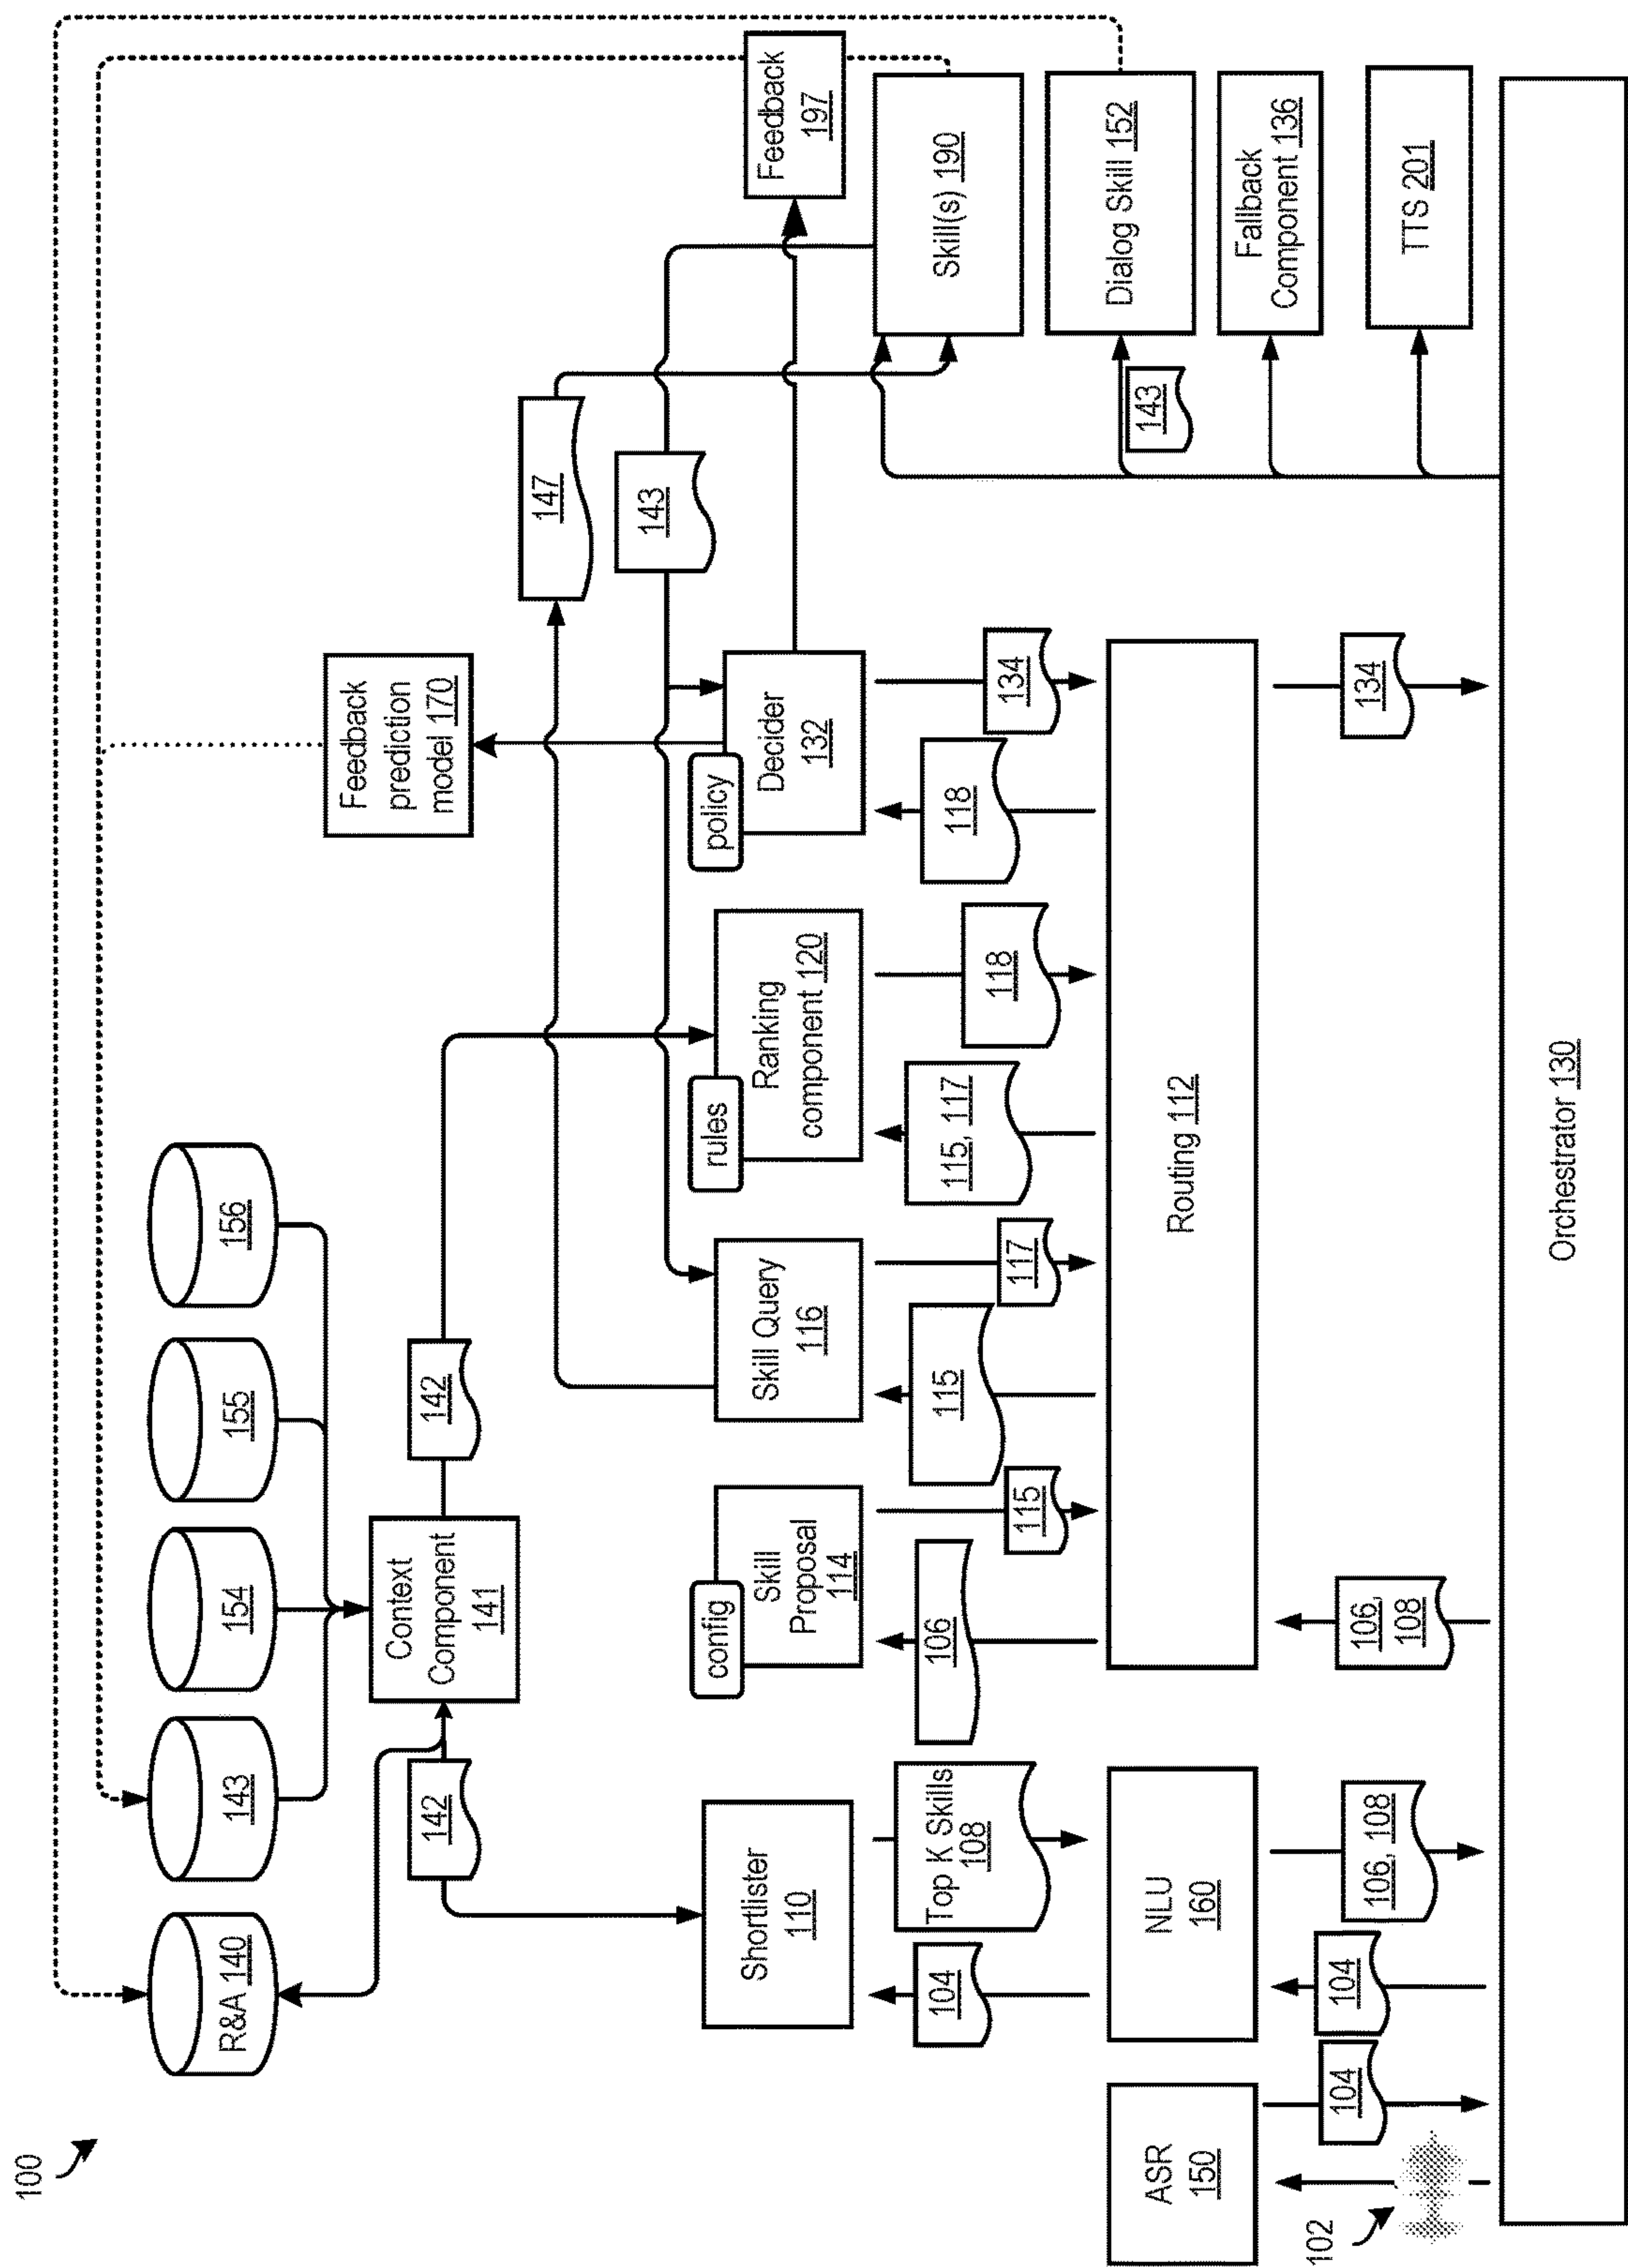 100
R&A 140
143
154
155
156
Context
Component
141
142
142
Feedback
prediction
model 170
147
143
Feedback
197
Shortlister
110
config
Skill
Proposal
114
Skill Query
116
rules
Ranking
component 120
policy
Decider
132
Skill(s) 190
104
Top K Skills
108
106
115
115
117
115, 117
118
118
134
Dialog Skill 152
143
ASR
150
NLU
160
Routing 112
Fallback
Component 136
102
104
104
106, 108
106,
108
134
TTS 201
Orchestrator 130